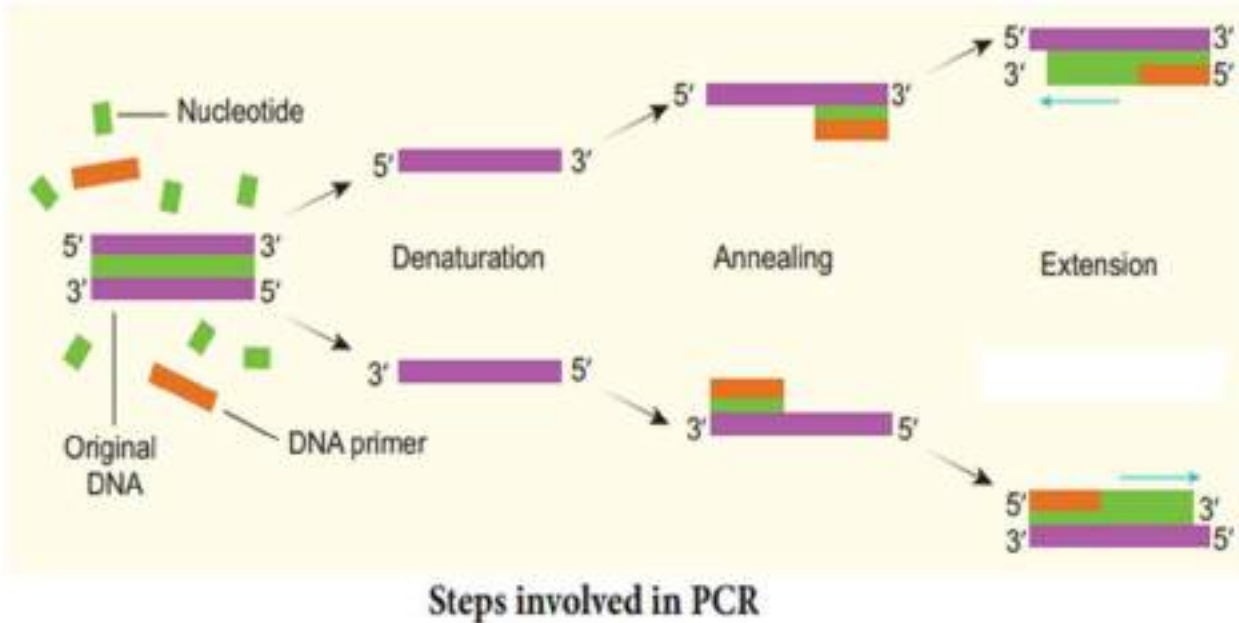 Nucleotide
5′ 3′
3′ 5′
Original
DNA
DNA primer
5′ 3′
Denaturation
3′ 5′
5′ 3′
Annealing
3′ 5′
5′ 3′
3′ 5′
Extension
5′ 3′
3′ 5′
Steps involved in PCR